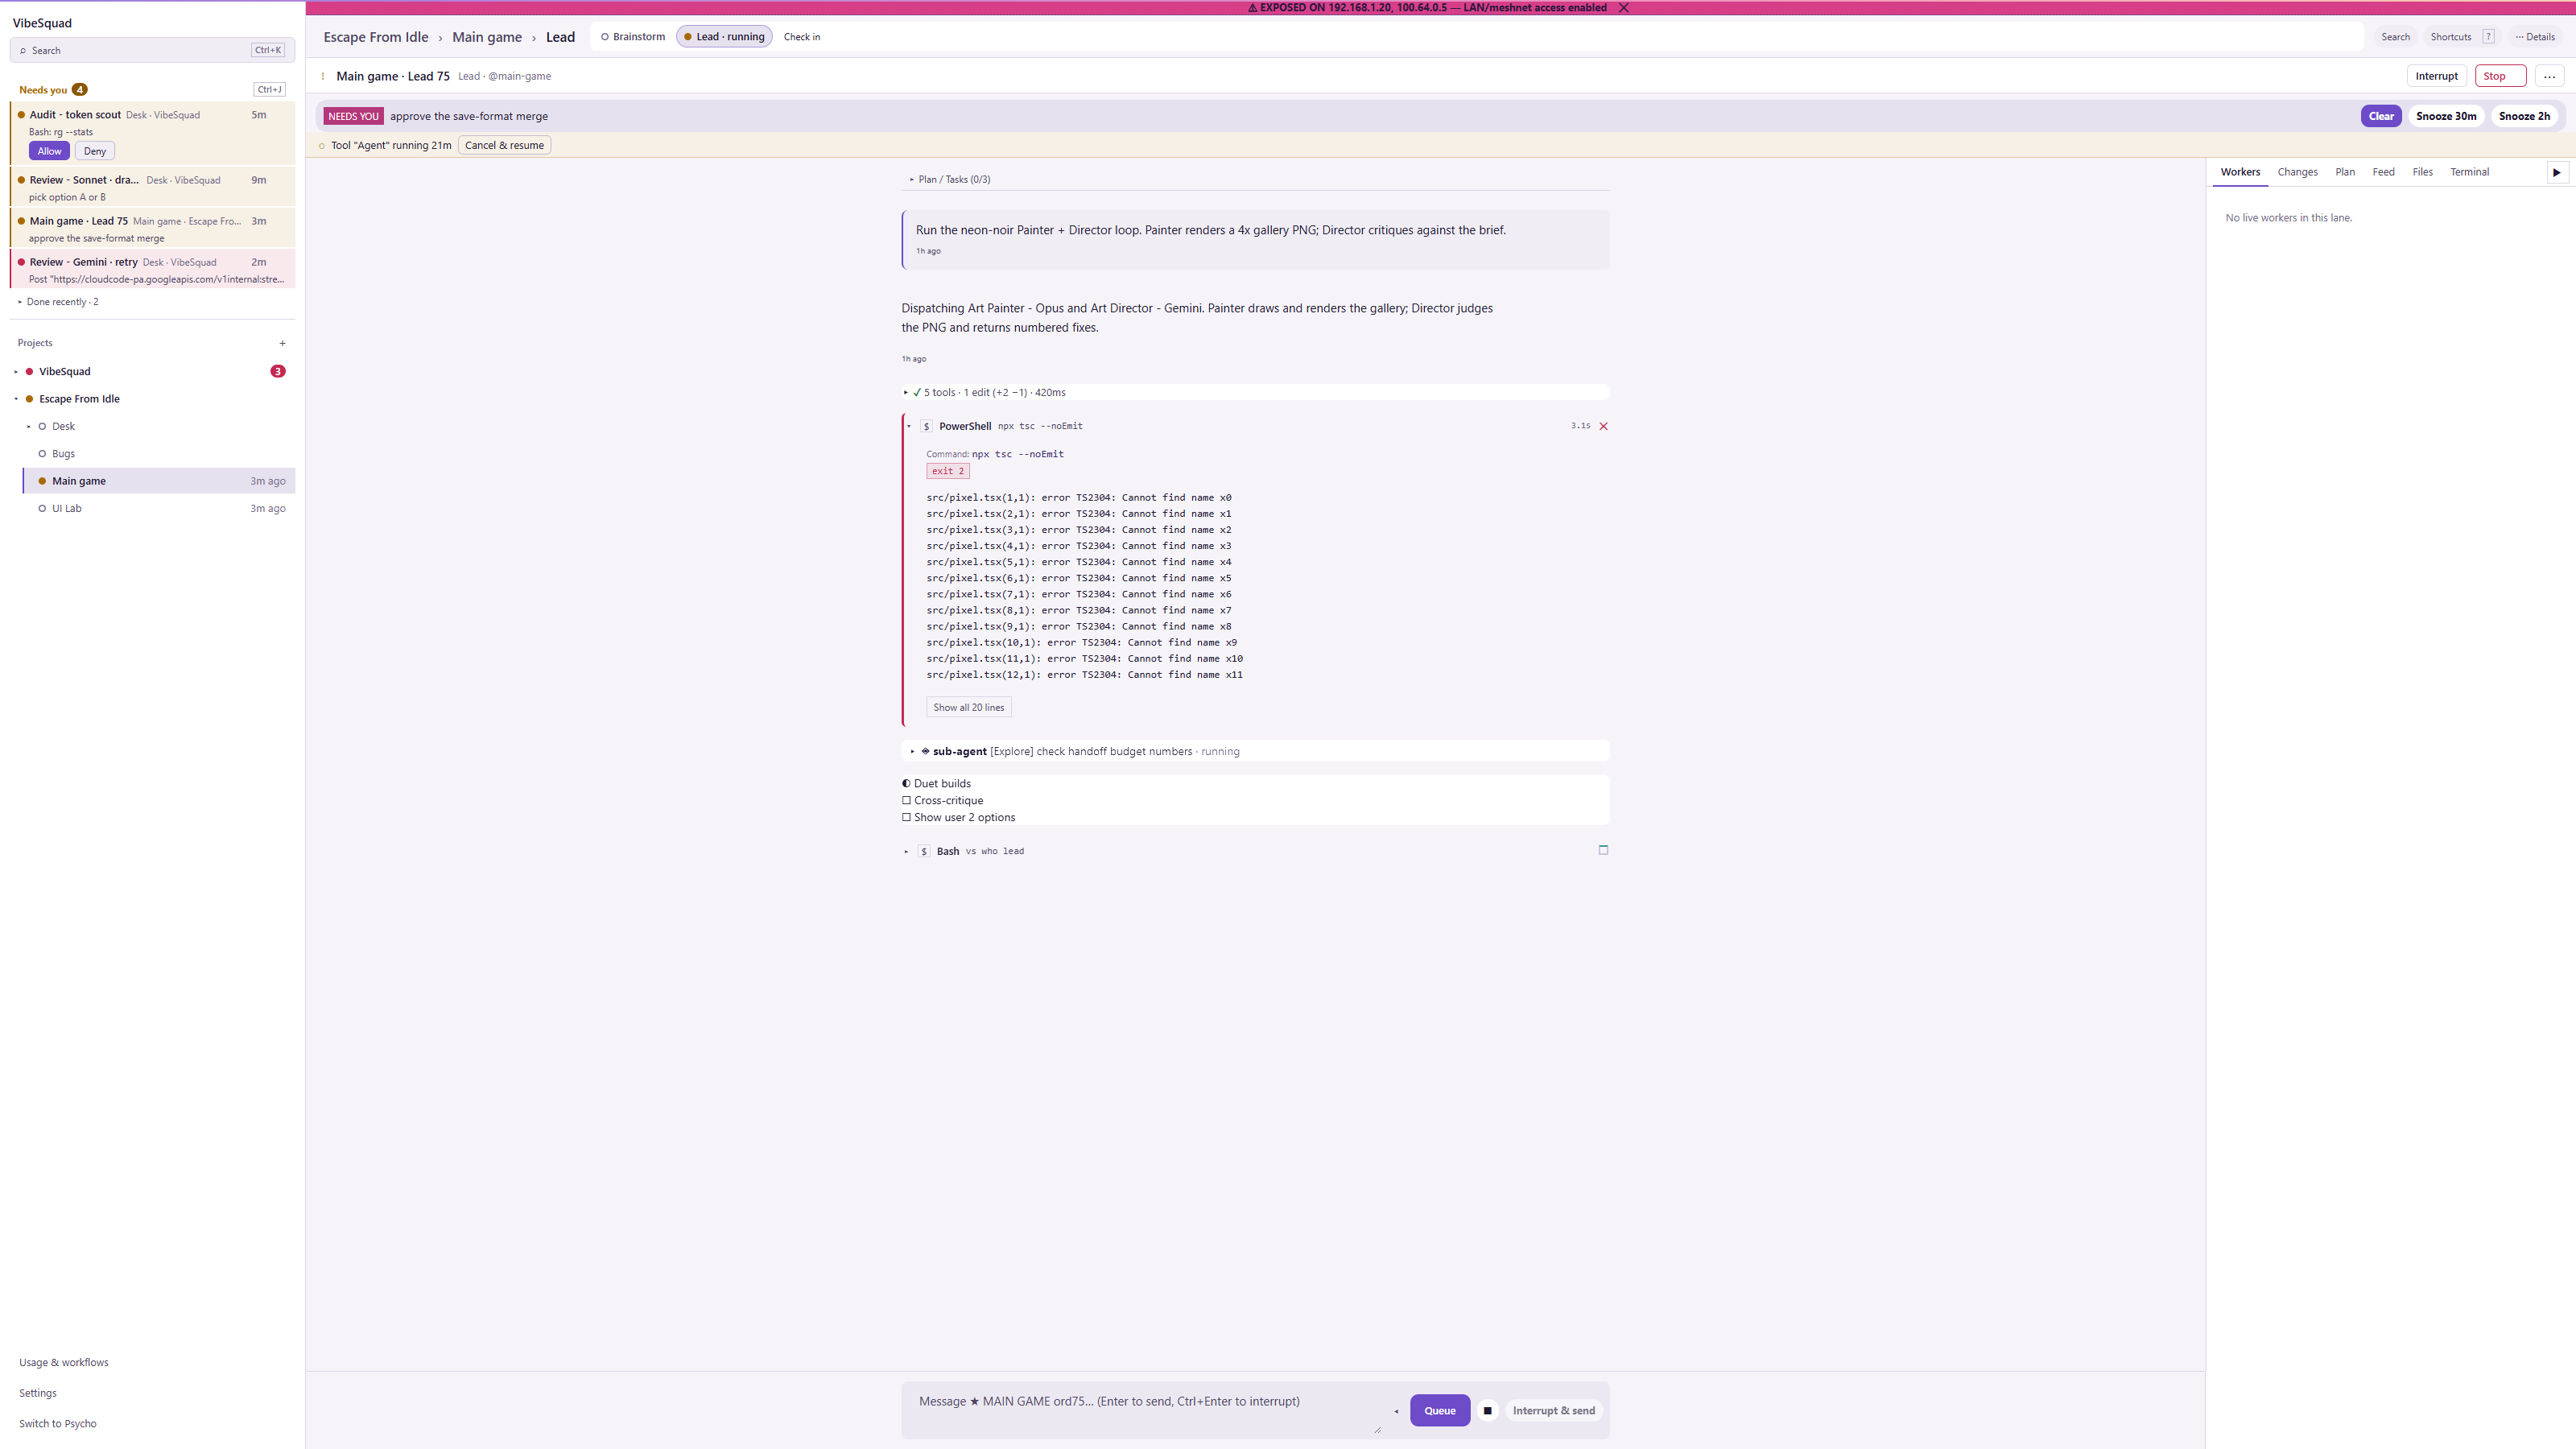 ⚠ EXPOSED ON 192.168.1.20, 100.64.0.5 — LAN/meshnet access enabled
VibeSquad
Search Ctrl+K
Needs you 4 Ctrl+J
Audit - token scout Desk · VibeSquad 5m
Bash: rg --stats
Allow Deny
Review - Sonnet · dra... Desk · VibeSquad 9m
pick option A or B
Main game · Lead 75 Main game · Escape Fro... 3m
approve the save-format merge
Review - Gemini · retry Desk · VibeSquad 2m
Post "https://cloudcode-pa.googleapis.com/v1internal:stre...
Done recently · 2
Projects +
VibeSquad 3
Escape From Idle
Desk
Bugs
Main game 3m ago
UI Lab 3m ago
Usage & workflows
Settings
Switch to Psycho
Escape From Idle › Main game › Lead
Brainstorm Lead · running Check in
Search Shortcuts ? ··· Details
! Main game · Lead 75 Lead · @main-game
Interrupt Stop ...
NEEDS YOU approve the save-format merge
Clear Snooze 30m Snooze 2h
Tool "Agent" running 21m Cancel & resume
Plan / Tasks (0/3)
Run the neon-noir Painter + Director loop. Painter renders a 4x gallery PNG; Director critiques against the brief.
1h ago
Dispatching Art Painter - Opus and Art Director - Gemini. Painter draws and renders the gallery; Director judges
the PNG and returns numbered fixes.
1h ago
✓ 5 tools · 1 edit (+2 −1) · 420ms
$ PowerShell npx tsc --noEmit 3.1s
Command: npx tsc --noEmit
exit 2
src/pixel.tsx(1,1): error TS2304: Cannot find name x0
src/pixel.tsx(2,1): error TS2304: Cannot find name x1
src/pixel.tsx(3,1): error TS2304: Cannot find name x2
src/pixel.tsx(4,1): error TS2304: Cannot find name x3
src/pixel.tsx(5,1): error TS2304: Cannot find name x4
src/pixel.tsx(6,1): error TS2304: Cannot find name x5
src/pixel.tsx(7,1): error TS2304: Cannot find name x6
src/pixel.tsx(8,1): error TS2304: Cannot find name x7
src/pixel.tsx(9,1): error TS2304: Cannot find name x8
src/pixel.tsx(10,1): error TS2304: Cannot find name x9
src/pixel.tsx(11,1): error TS2304: Cannot find name x10
src/pixel.tsx(12,1): error TS2304: Cannot find name x11
Show all 20 lines
sub-agent [Explore] check handoff budget numbers · running
◐ Duet builds
☐ Cross-critique
☐ Show user 2 options
$ Bash vs who lead
Message ★ MAIN GAME ord75... (Enter to send, Ctrl+Enter to interrupt)
Queue Interrupt & send
Workers Changes Plan Feed Files Terminal
No live workers in this lane.